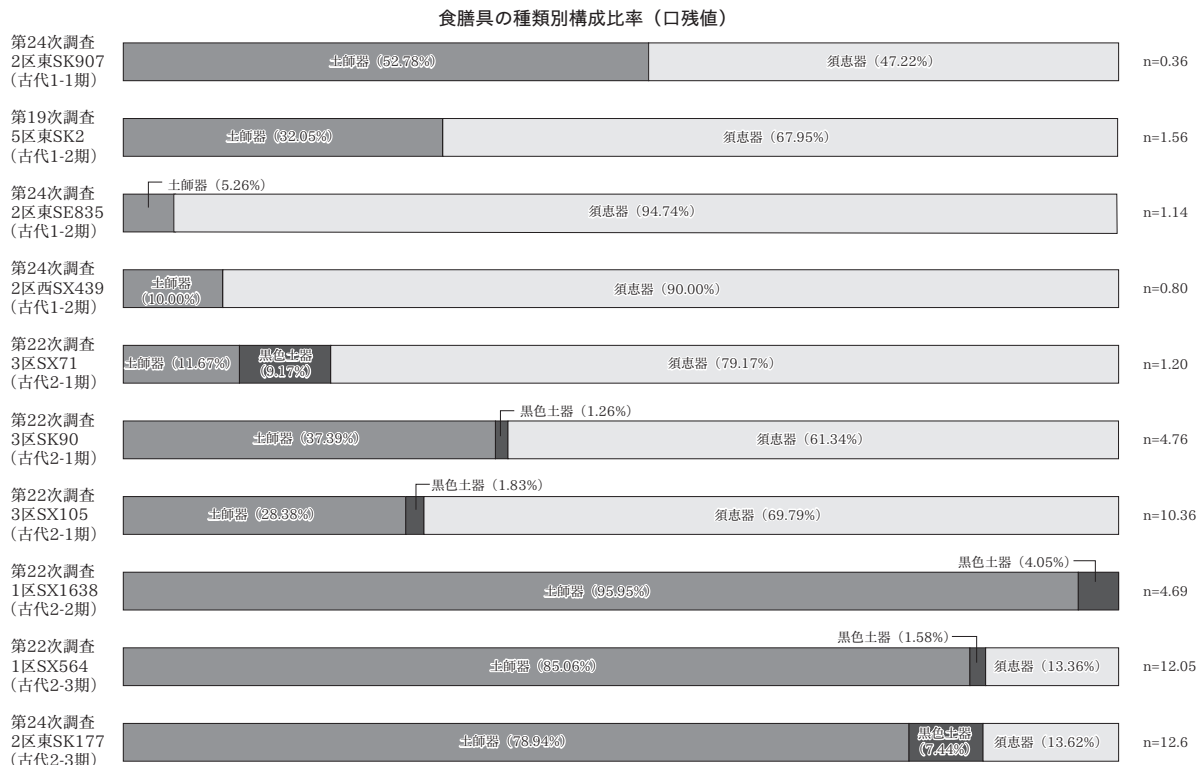 食膳具の種類別構成比率（口残値）
第24次調査
2区東SK907
（古代1-1期）
土師器（52.78%）
須恵器（47.22%）
n=0.36
第19次調査
5区東SK2
（古代1-2期）
土師器（32.05%）
須恵器（67.95%）
n=1.56
第24次調査
2区東SE835
（古代1-2期）
土師器（5.26%）
須恵器（94.74%）
n=1.14
第24次調査
2区西SX439
（古代1-2期）
土師器
（10.00%）
須恵器（90.00%）
n=0.80
第22次調査
3区SX71
（古代2-1期）
土師器（11.67%）
黒色土器
（9.17%）
須恵器（79.17%）
n=1.20
第22次調査
3区SK90
（古代2-1期）
土師器（37.39%）
黒色土器（1.26%）
須恵器（61.34%）
n=4.76
第22次調査
3区SX105
（古代2-1期）
土師器（28.38%）
黒色土器（1.83%）
須恵器（69.79%）
n=10.36
第22次調査
1区SX1638
（古代2-2期）
土師器（95.95%）
黒色土器（4.05%）
n=4.69
第22次調査
1区SX564
（古代2-3期）
土師器（85.06%）
黒色土器（1.58%）
須恵器（13.36%）
n=12.05
第24次調査
2区東SK177
（古代2-3期）
土師器（78.94%）
黒色土器
（7.44%）
須恵器（13.62%）
n=12.6